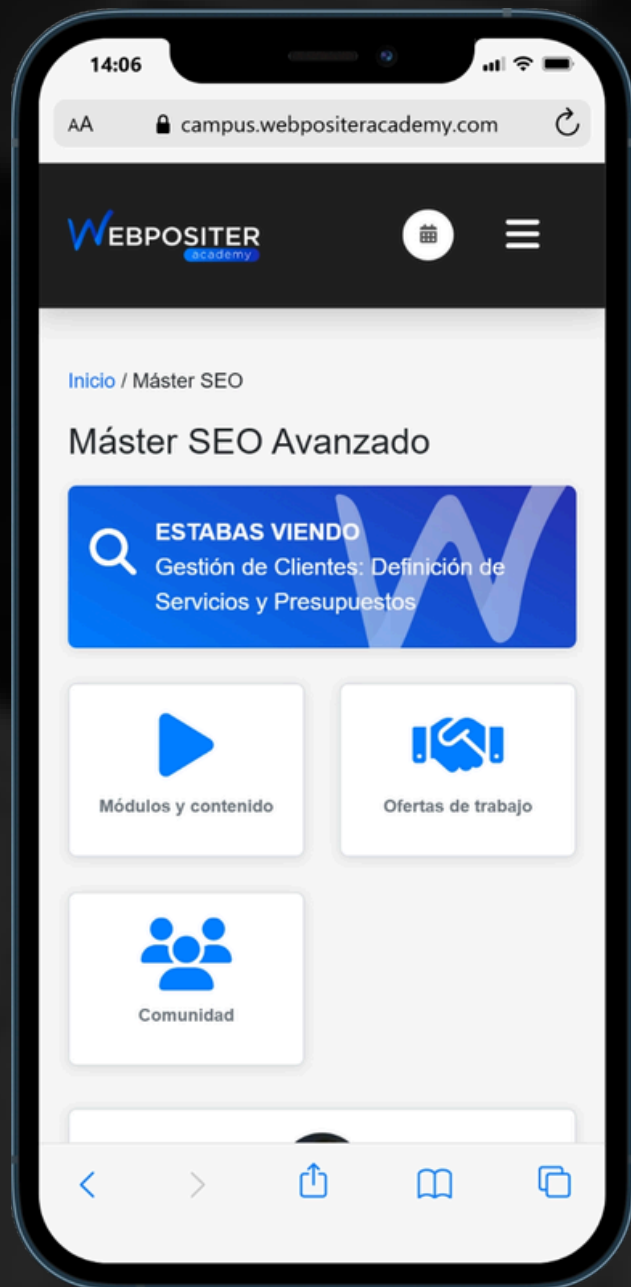 14:06
AA campus.webpositeracademy.com
WEBPOSITER
academy
Inicio / Máster SEO
Máster SEO Avanzado
ESTABAS VIENDO
Gestión de Clientes: Definición de
Servicios y Presupuestos
Módulos y contenido
Ofertas de trabajo
Comunidad